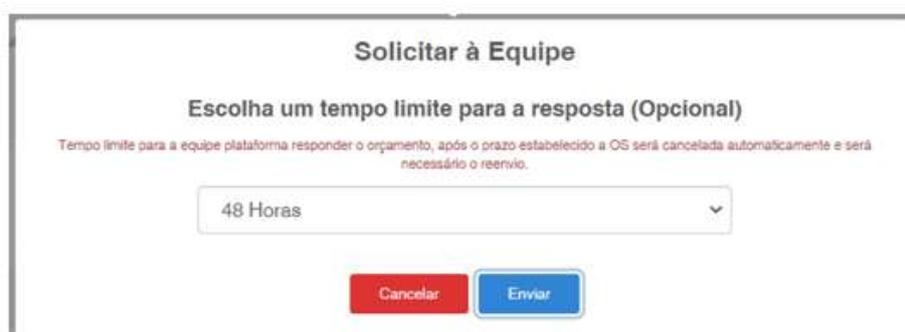 Solicitar à Equipe
Escolha um tempo limite para a resposta (Opcional)
Tempo limite para a equipe plataforma responder o orçamento, após o prazo estabelecido a OS será cancelada automaticamente e será
necessário o reenvio.
48 Horas
Cancelar
Enviar